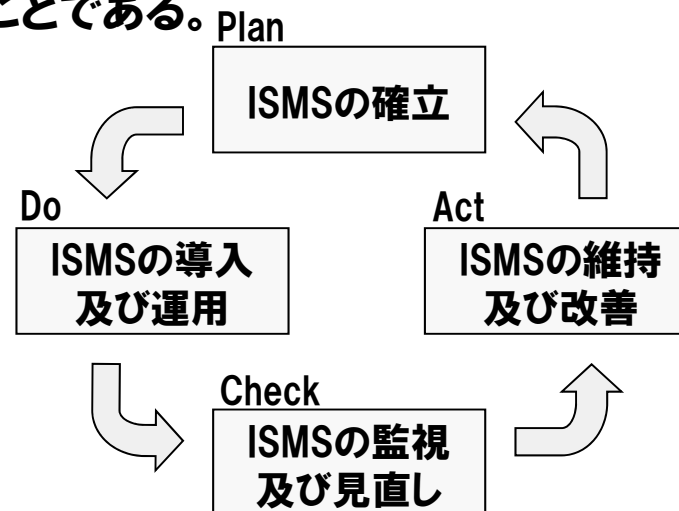 ことである。
Plan
ISMSの確立
Do
ISMSの導入
及び運用
Act
ISMSの維持
及び改善
Check
ISMSの監視
及び見直し